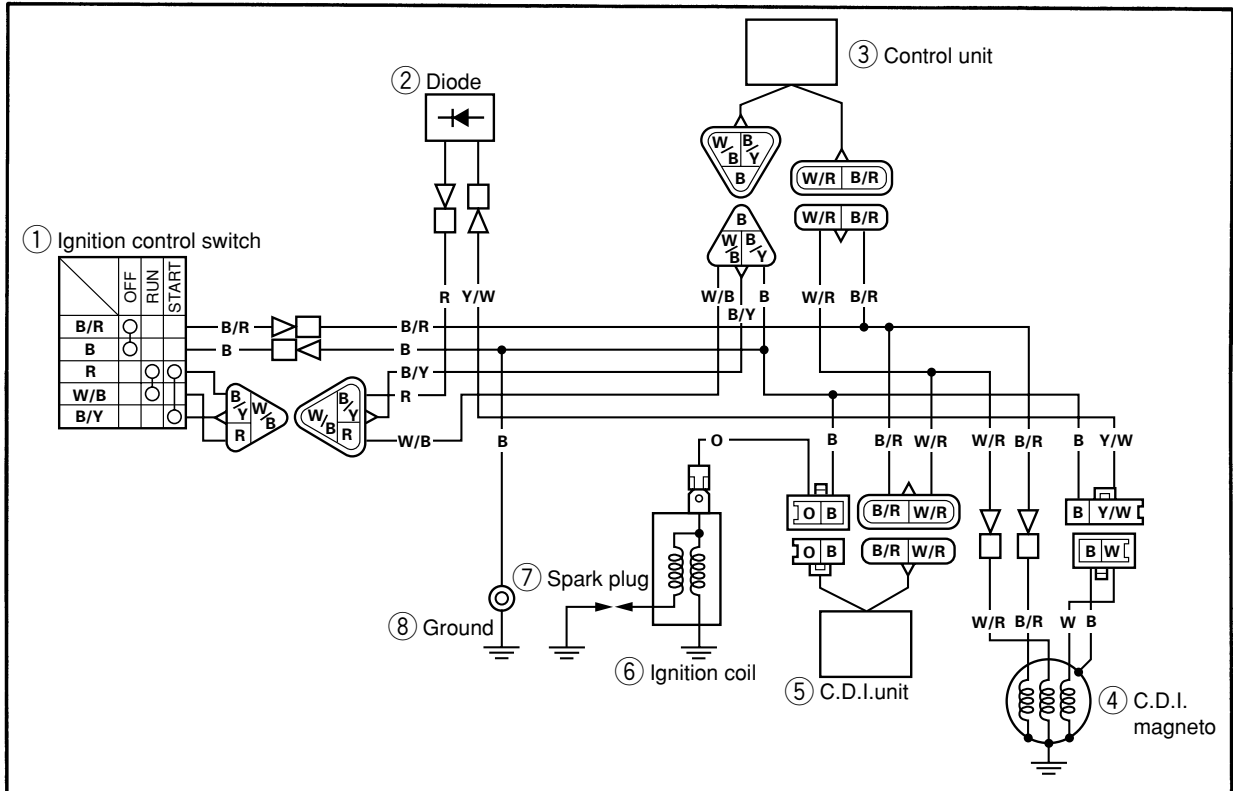 ③ Control unit
② Diode
W/B B/Y
B
W/R B/R
W/R B/R
B
W/B B/Y
① Ignition control switch
OFF RUN START
R Y/W W/B B W/R B/R
B/Y
B/R B/R B/R
B B B
R B/Y
W/B R
B/Y
B/Y W/B
R
W/B B/Y
R
W/B
B O B B/R W/R W/R B/R B Y/W
O B B/R W/R B Y/W
O B B/R W/R B W
⑦ Spark plug
⑧ Ground
W/R B/R W B
⑥ Ignition coil
⑤ C.D.I.unit
④ C.D.I.
magneto